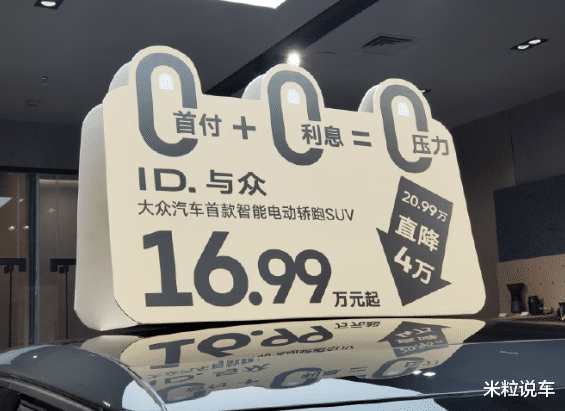 0首付+0利息=0压力
ID.与众
大众汽车首款智能电动轿跑SUV
16.99万元起
20.99万
直降
4万
16.99
米粒说车